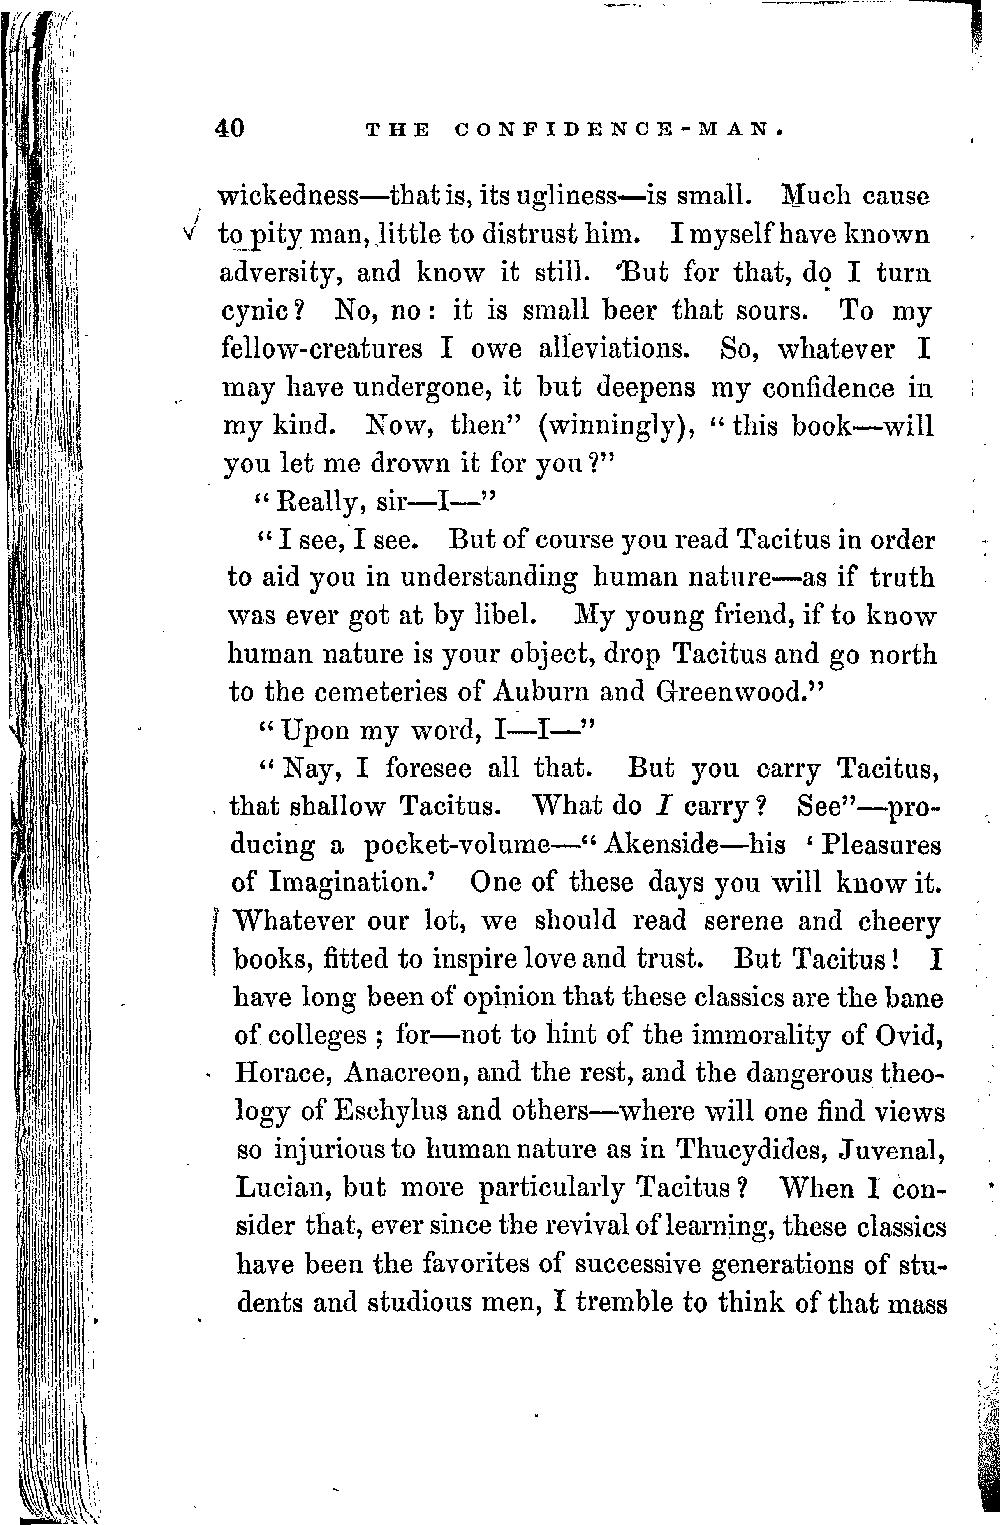 40 THE CONFIDENCE-MAN.
wickedness—that is, its ugliness—is small. Much cause
to pity man, little to distrust him. I myself have known
adversity, and know it still. But for that, do I turn
cynic? No, no: it is small beer that sours. To my
fellow-creatures I owe alleviations. So, whatever I
may have undergone, it but deepens my confidence in
my kind. Now, then" (winningly), "this book—will
you let me drown it for you?"
"Really, sir—I—"
"I see, I see. But of course you read Tacitus in order
to aid you in understanding human nature—as if truth
was ever got at by libel. My young friend, if to know
human nature is your object, drop Tacitus and go north
to the cemeteries of Auburn and Greenwood."
"Upon my word, I—I—"
"Nay, I foresee all that. But you carry Tacitus,
that shallow Tacitus. What do I carry? See"—pro-
ducing a pocket-volume—"Akenside—his 'Pleasures
of Imagination.' One of these days you will know it.
Whatever our lot, we should read serene and cheery
books, fitted to inspire love and trust. But Tacitus! I
have long been of opinion that these classics are the bane
of colleges; for—not to hint of the immorality of Ovid,
Horace, Anacreon, and the rest, and the dangerous theo-
logy of Eschylus and others—where will one find views
so injurious to human nature as in Thucydides, Juvenal,
Lucian, but more particularly Tacitus? When I con-
sider that, ever since the revival of learning, these classics
have been the favorites of successive generations of stu-
dents and studious men, I tremble to think of that mass